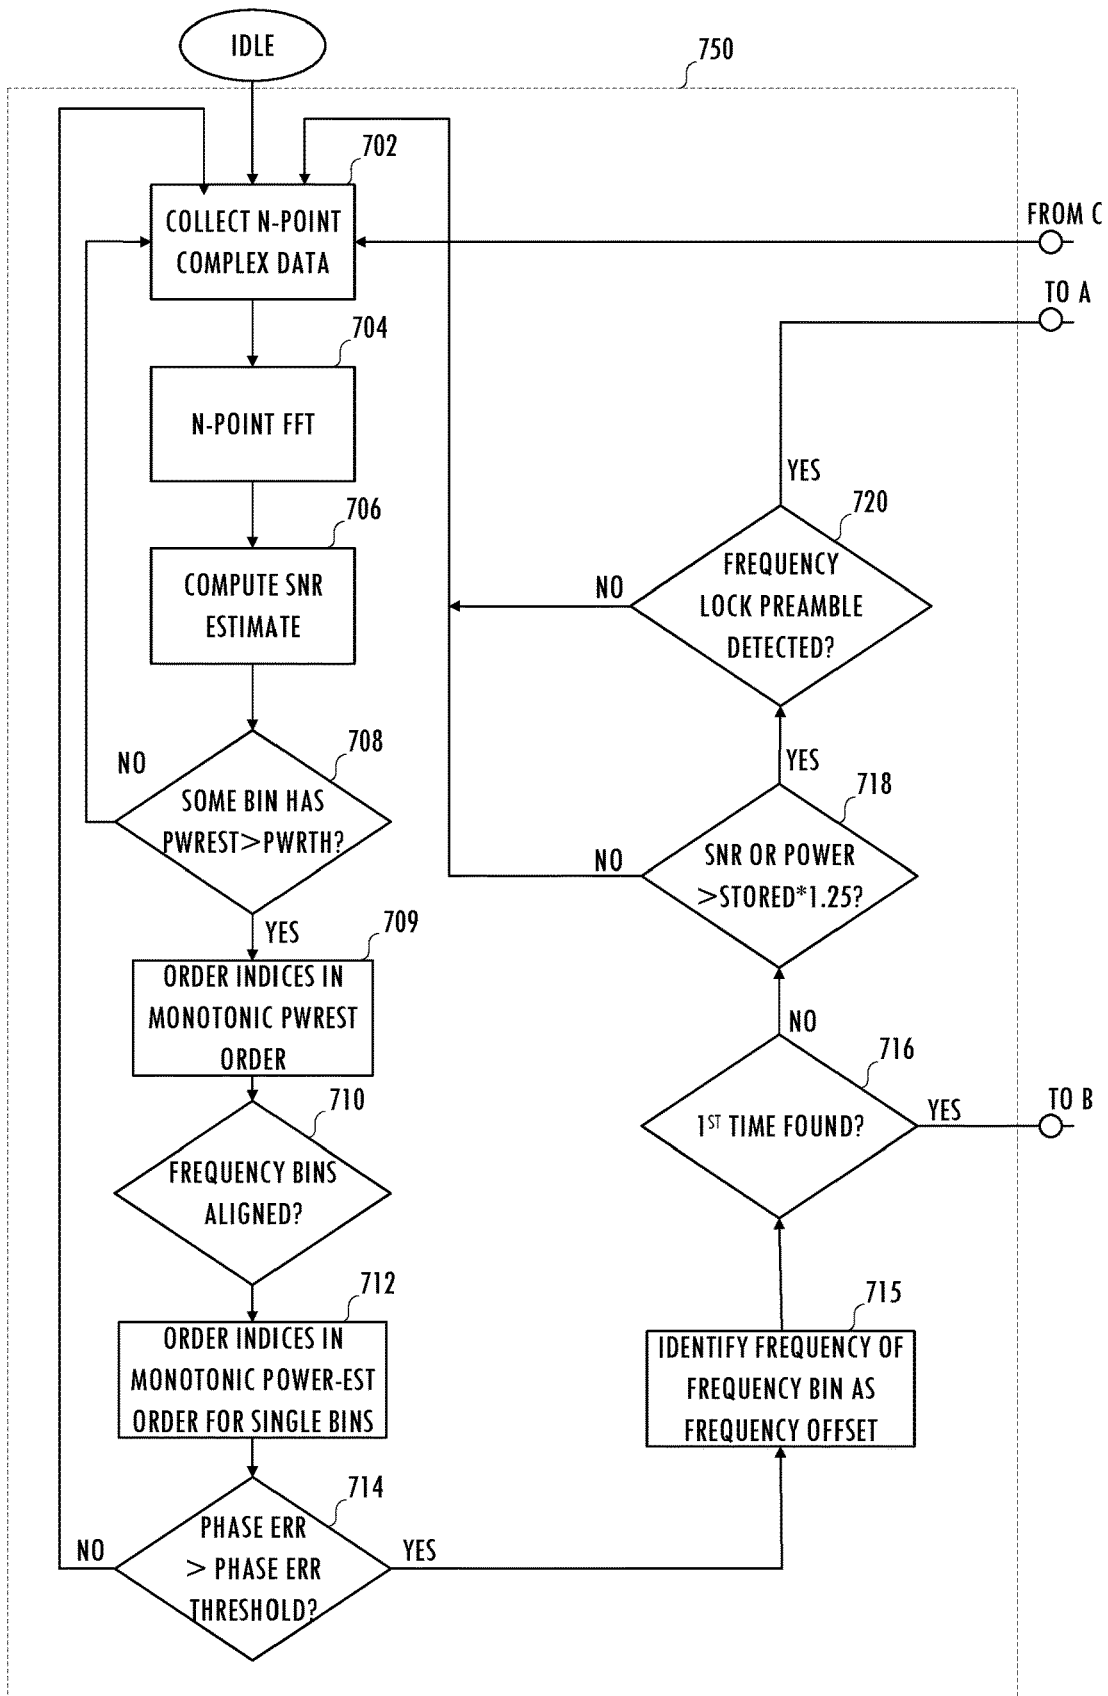 IDLE
750
702
COLLECT N-POINT
COMPLEX DATA
FROM C
TO A
704
N-POINT FFT
YES
720
706
COMPUTE SNR
ESTIMATE
FREQUENCY
LOCK PREAMBLE
DETECTED?
NO
708
NO
SOME BIN HAS
PWREST>PWRTH?
YES
YES
718
SNR OR POWER
>STORED*1.25?
NO
709
ORDER INDICES IN
MONOTONIC PWREST
ORDER
NO
716
1ST TIME FOUND?
YES
TO B
710
FREQUENCY BINS
ALIGNED?
712
ORDER INDICES IN
MONOTONIC POWER-EST
ORDER FOR SINGLE BINS
715
IDENTIFY FREQUENCY OF
FREQUENCY BIN AS
FREQUENCY OFFSET
714
PHASE ERR
> PHASE ERR
THRESHOLD?
NO
YES